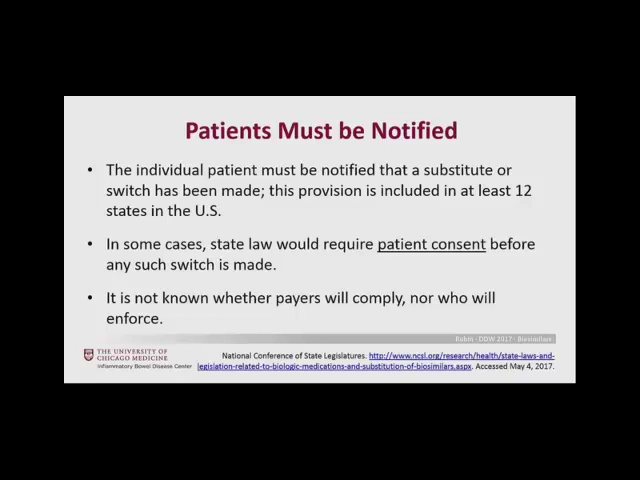 Patients Must be Notified
• The individual patient must be notified that a substitute or
switch has been made; this provision is included in at least 12
states in the U.S.
• In some cases, state law would require patient consent before
any such switch is made.
• It is not known whether payers will comply, nor who will
enforce.
Rubin - DDW 2017 - Biosimilars
THE UNIVERSITY OF
CHICAGO MEDICINE
Inflammatory Bowel Disease Center
National Conference of State Legislatures. http://www.ncsl.org/research/health/state-laws-and-
legislation-related-to-biologic-medications-and-substitution-of-biosimilars.aspx. Accessed May 4, 2017.